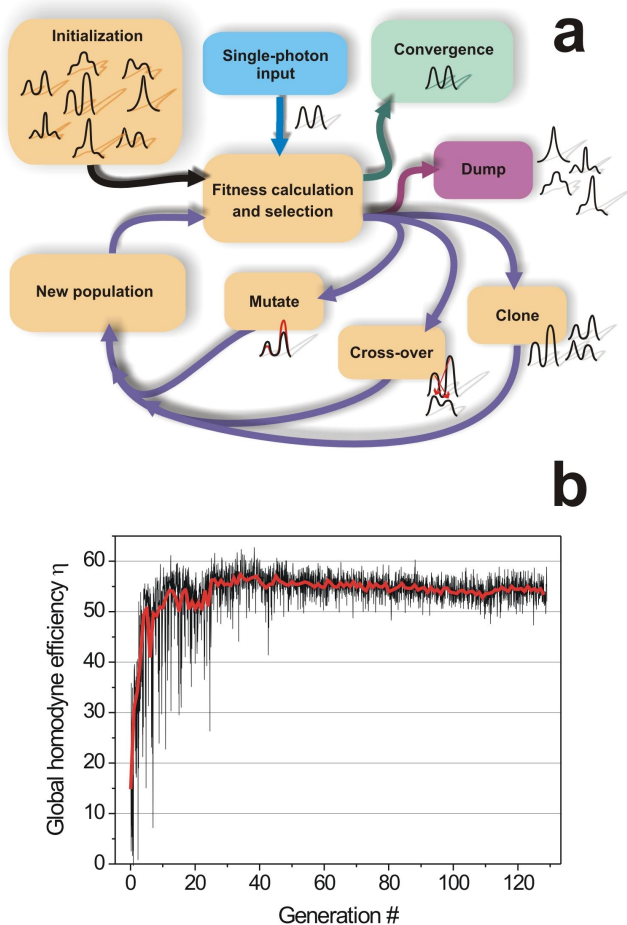 a
Initialization
Single-photon
input
Convergence
Fitness calculation
and selection
Dump
New population
Mutate
Cross-over
Clone
b
Global homodyne efficiency η
60
50
40
30
20
10
0
0 20 40 60 80 100 120
Generation #